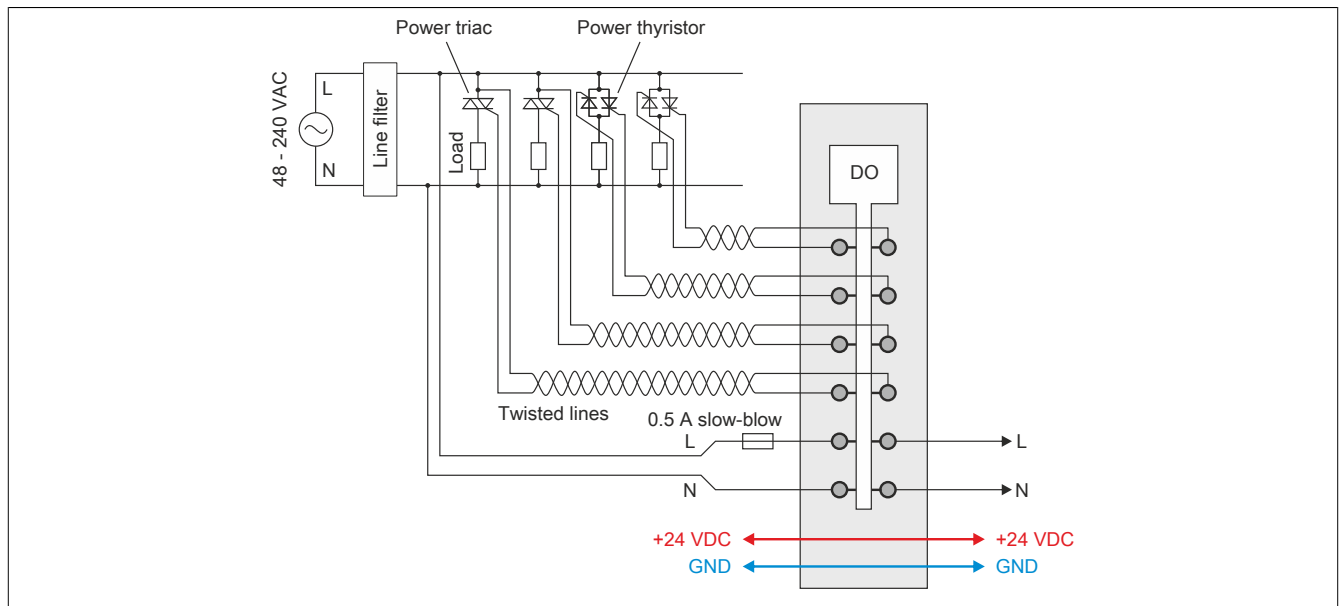 Power triac
Power thyristor
48 - 240 VAC
L
N
Line filter
Load
DO
Twisted lines
0.5 A slow-blow
L
L
N
N
+24 VDC
+24 VDC
GND
GND